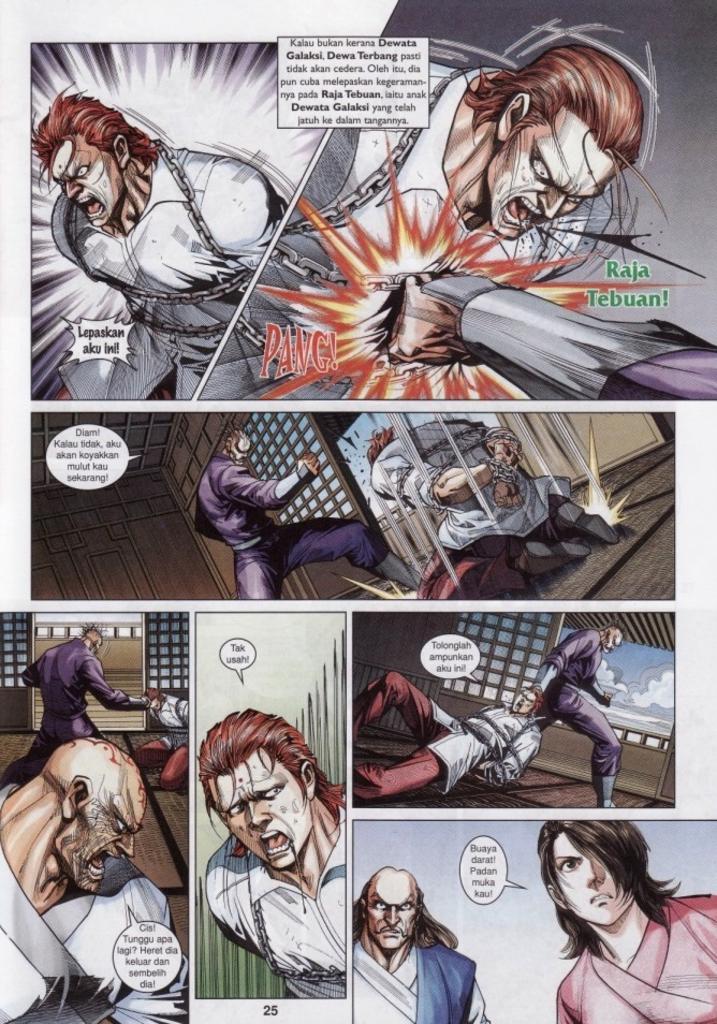 Kalau bukan kerana Dewata
Galaksi, Dewa Terbang pasti
tidak akan cedera. Oleh itu, dia
pun cuba melepaskan kegeraman-
nya pada Raja Tebuan, iaitu anak
Dewata Galaksi yang telah
jatuh ke dalam tangannya.
Lepaskan
aku ini!
PANG!
Raja
Tebuan!
Diam!
Kalau tidak, aku
akan koyakkan
mulut kau
sekarang!
Cis!
Tunggu apa
lagi? Heret dia
keluar dan
sembelih
dia!
Tak
usah!
Tolonglah
ampunkan
aku ini!
Buaya
darat!
Padan
muka
kau!
25